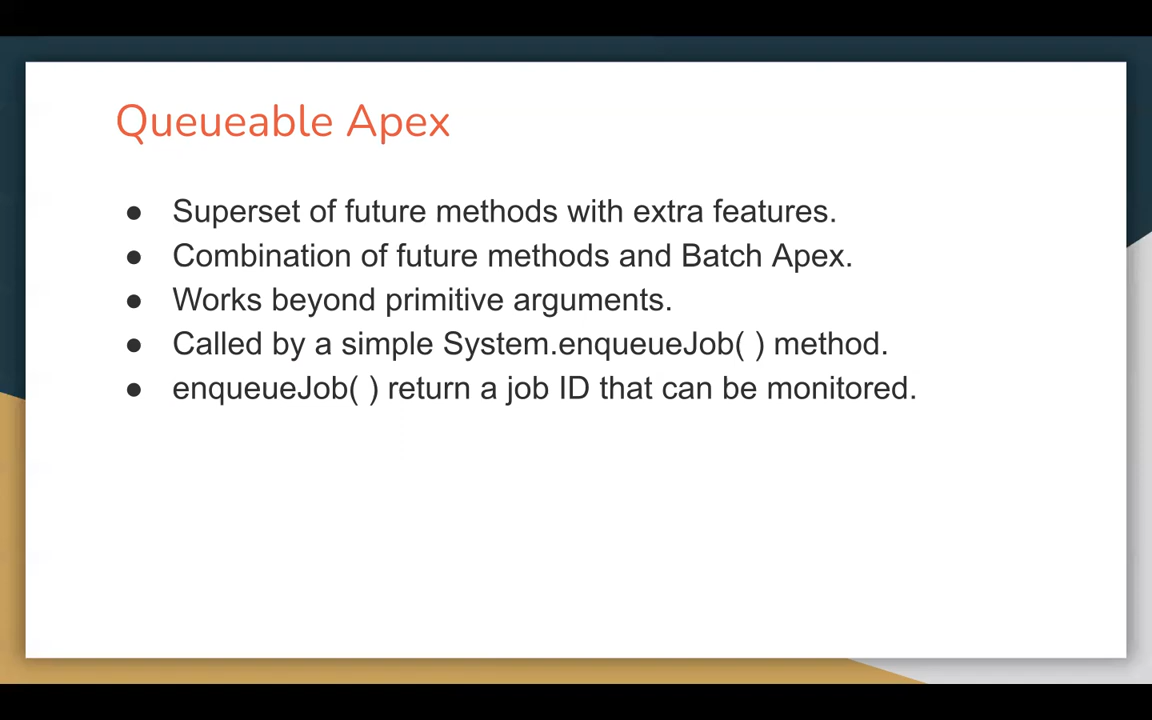 Queueable Apex
● Superset of future methods with extra features.
● Combination of future methods and Batch Apex.
● Works beyond primitive arguments.
● Called by a simple System.enqueueJob( ) method.
● enqueueJob( ) return a job ID that can be monitored.